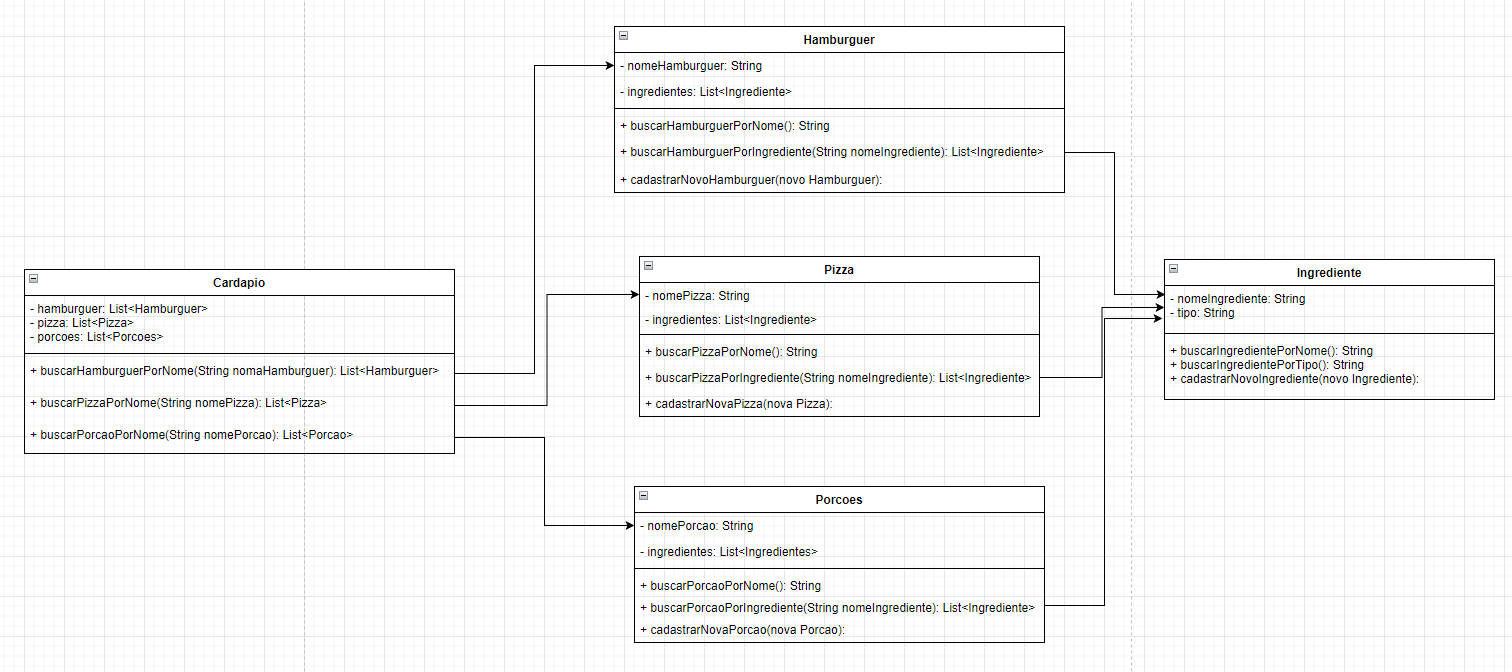 Hamburguer
- nomeHamburguer: String
- ingredientes: List<Ingrediente>
+ buscarHamburguerPorNome(): String
+ buscarHamburguerPorIngrediente(String nomeIngrediente): List<Ingrediente>
+ cadastrarNovoHamburguer(novo Hamburguer):
Cardapio
- hamburguer: List<Hamburguer>
- pizza: List<Pizza>
- porcoes: List<Porcoes>
+ buscarHamburguerPorNome(String nomaHamburguer): List<Hamburguer>
+ buscarPizzaPorNome(String nomePizza): List<Pizza>
+ buscarPorcaoPorNome(String nomePorcao): List<Porcao>
Pizza
- nomePizza: String
- ingredientes: List<Ingrediente>
+ buscarPizzaPorNome(): String
+ buscarPizzaPorIngrediente(String nomeIngrediente): List<Ingrediente>
+ cadastrarNovaPizza(nova Pizza):
Ingrediente
- nomeIngrediente: String
- tipo: String
+ buscarIngredientePorNome(): String
+ buscarIngredientePorTipo(): String
+ cadastrarNovoIngrediente(novo Ingrediente):
Porcoes
- nomePorcao: String
- ingredientes: List<Ingredientes>
+ buscarPorcaoPorNome(): String
+ buscarPorcaoPorIngrediente(String nomeIngrediente): List<Ingrediente>
+ cadastrarNovaPorcao(nova Porcao):